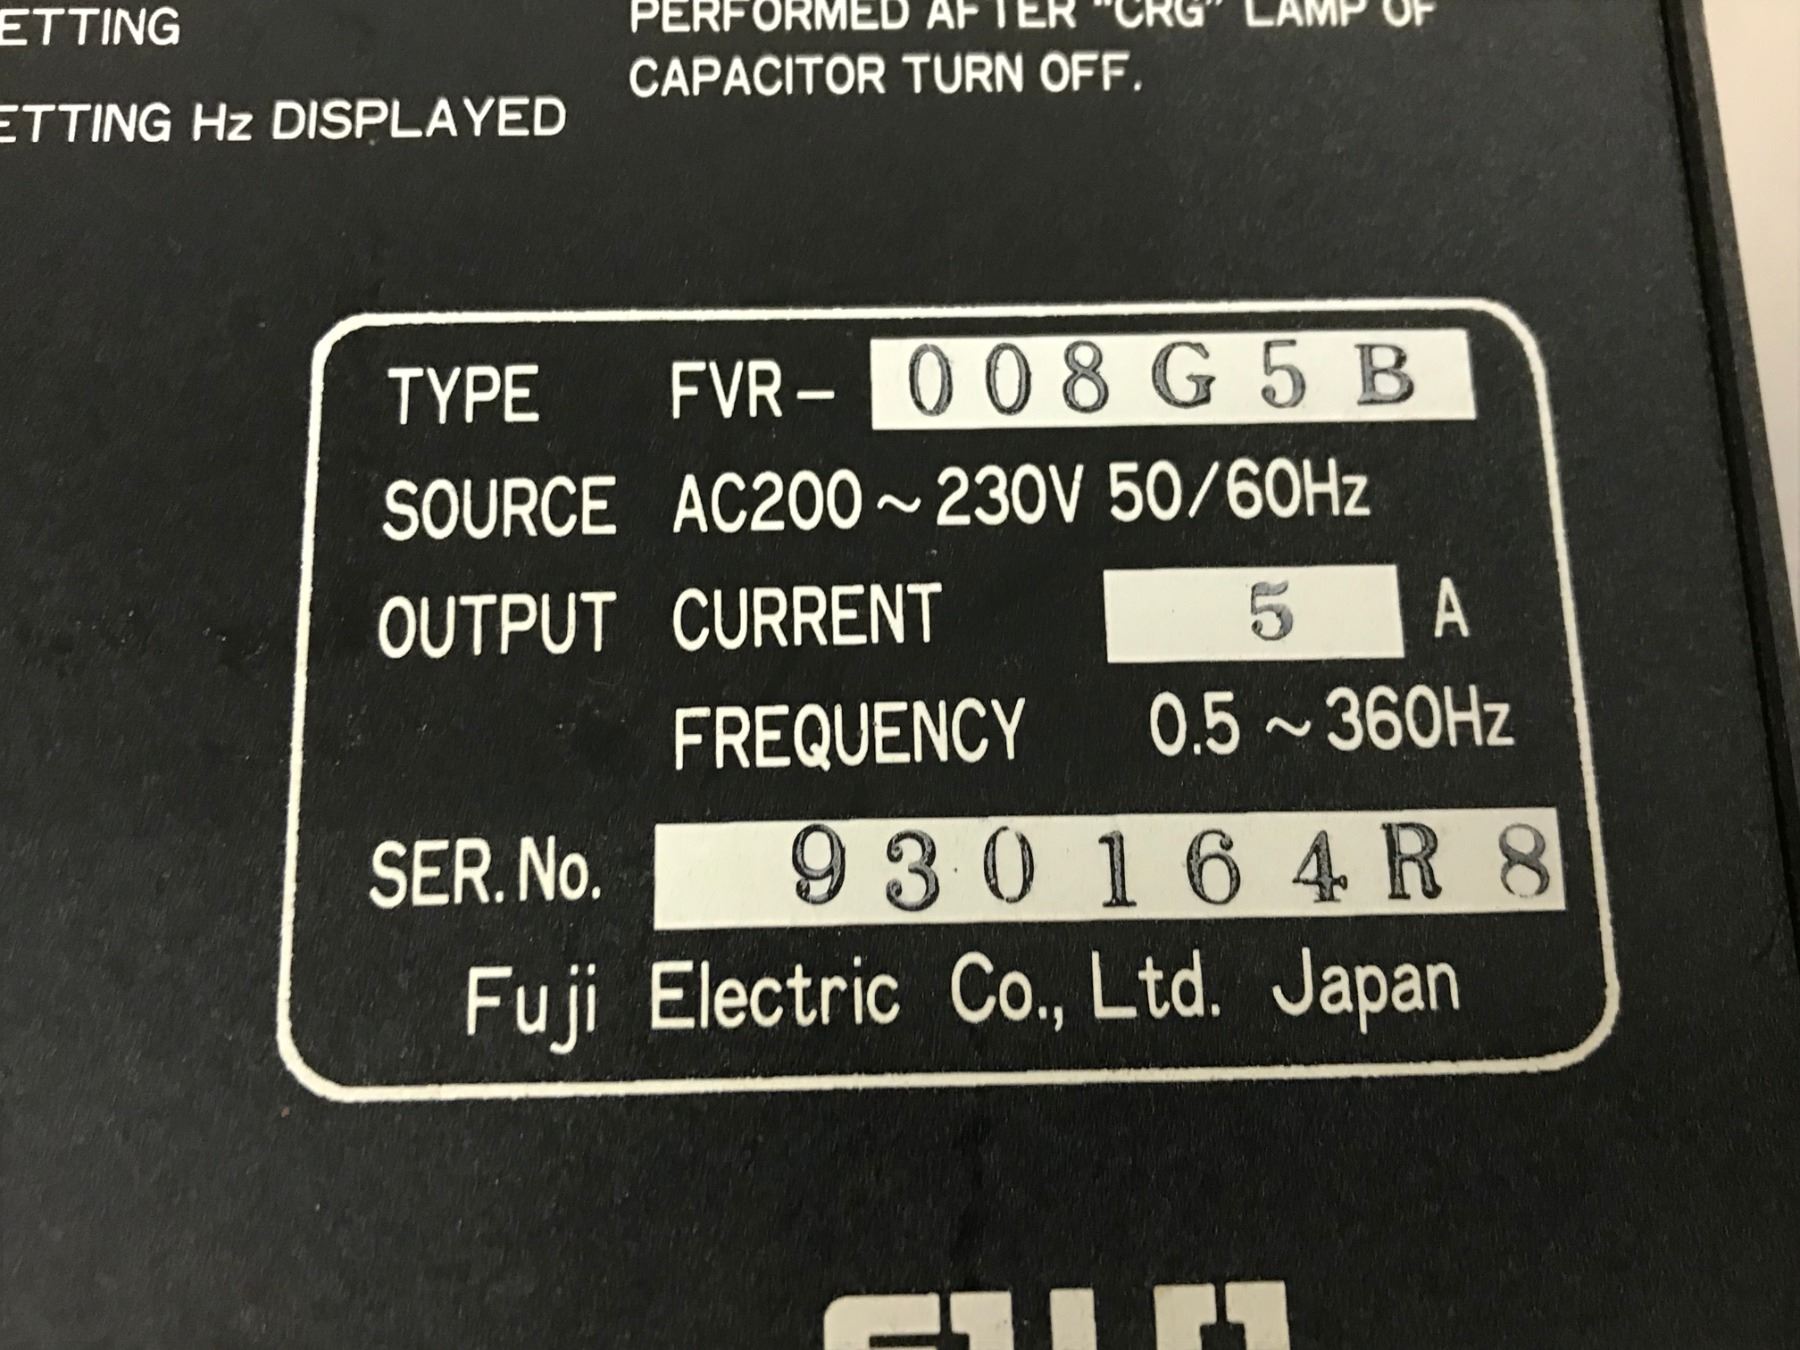 ETTING
ETTING Hz DISPLAYED
PERFORMED AFTER "CRG" LAMP OF
CAPACITOR TURN OFF.
TYPE FVR-008G5B
SOURCE AC200~230V 50/60Hz
OUTPUT CURRENT 5 A
FREQUENCY 0.5~360Hz
SER. No. 930164R8
Fuji Electric Co., Ltd. Japan